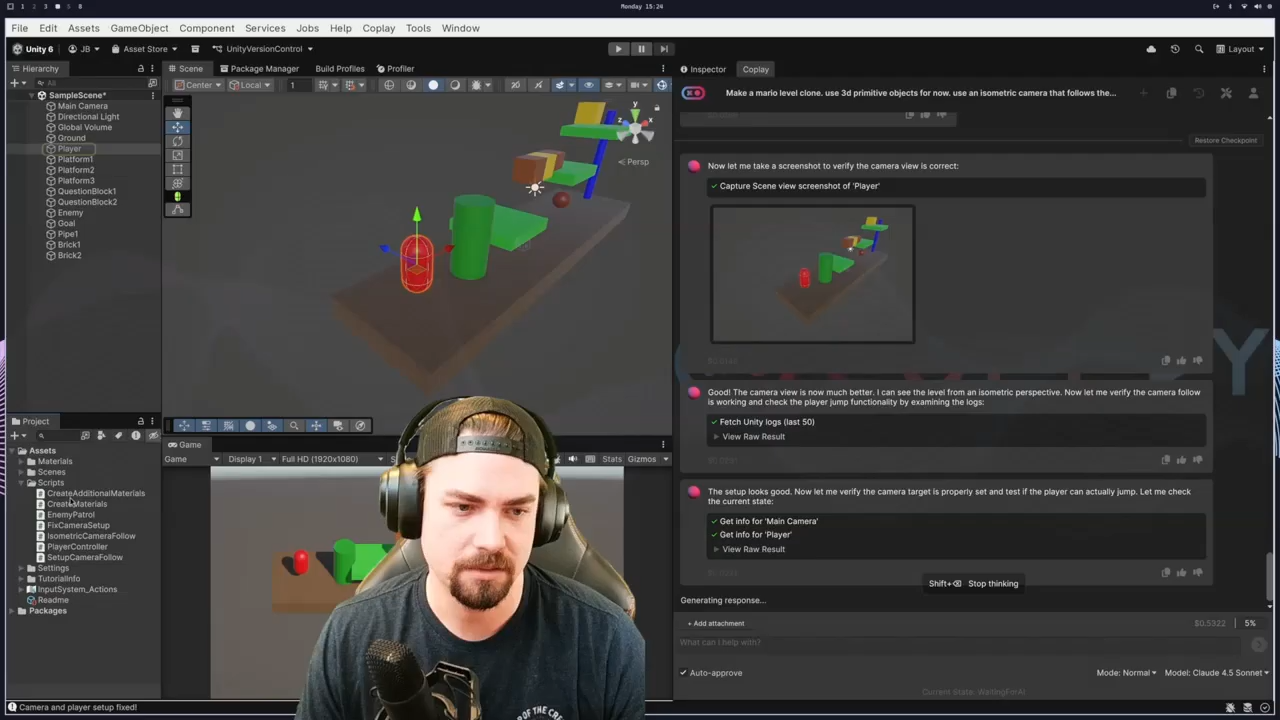 1 2 3 5 8
Monday 15:24
File Edit Assets GameObject Component Services Jobs Help Coplay Tools Window
Unity 6 JB Asset Store UnityVersionControl Layout
Hierarchy
Scene Package Manager Build Profiles Profiler
Inspector Coplay
All
Center Local 1 2D
SampleScene*
Main Camera
Directional Light
Global Volume
Ground
Player
Platform1
Platform2
Platform3
QuestionBlock1
QuestionBlock2
Enemy
Goal
Pipe1
Brick1
Brick2
y
x
z
Persp
Make a mario level clone. use 3d primitive objects for now. use an isometric camera that follows the...
Restore Checkpoint
Now let me take a screenshot to verify the camera view is correct:
✓ Capture Scene view screenshot of 'Player'
Good! The camera view is now much better. I can see the level from an isometric perspective. Now let me verify the camera follow
is working and check the player jump functionality by examining the logs:
✓ Fetch Unity logs (last 50)
View Raw Result
The setup looks good. Now let me verify the camera target is properly set and test if the player can actually jump. Let me check
the current state:
✓ Get info for 'Main Camera'
✓ Get info for 'Player'
View Raw Result
Shift+⌫ Stop thinking
Generating response...
+ Add attachment
$0.5322 | 5%
What can I help with?
Auto-approve
Mode: Normal Model: Claude 4.5 Sonnet
Current State: WaitingForAI
Project
Assets
Materials
Scenes
Scripts
CreateAdditionalMaterials
CreateMaterials
EnemyPatrol
FixCameraSetup
IsometricCameraFollow
PlayerController
SetupCameraFollow
Settings
TutorialInfo
InputSystem_Actions
Readme
Packages
Game
Game Display 1 Full HD (1920x1080) Stats Gizmos
Camera and player setup fixed!